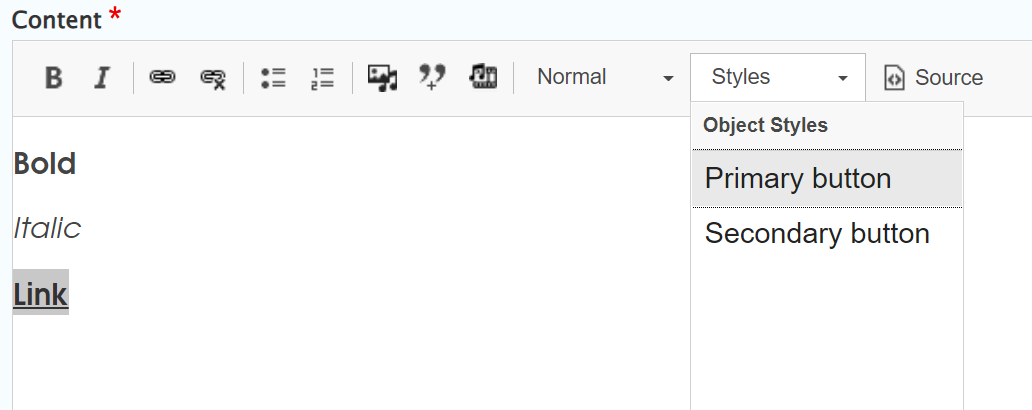 Content *
B I Normal Styles Source
Object Styles
Bold
Primary button
Italic
Secondary button
Link